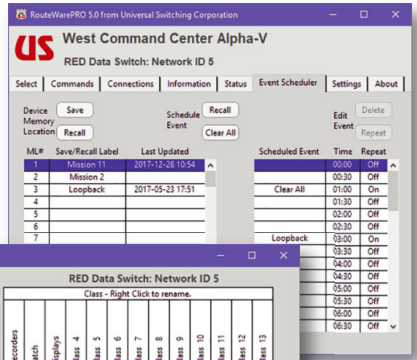 RouteWarePRO 5.0 from Universal Switching Corporation
US
West Command Center Alpha-V
RED Data Switch: Network ID 5
Select Commands Connections Information Status Event Scheduler Settings About
Device Memory Location Save Recall
Schedule Event Recall Clear All
Edit Event Delete Repeat
ML# Save/Recall Label Last Updated Scheduled Event Time Repeat
1 Mission 11 2017-12-28 10:54 00:00 Off
2 Mission 2 00:30 Off
3 Loopback 2017-05-23 17:51 Clear All 01:00 On
4 01:30 Off
5 02:00 Off
6 02:30 Off
7 Loopback 03:00 On
03:30 Off
04:00 Off
04:30 Off
05:00 Off
05:30 Off
06:00 Off
06:30 Off
RED Data Switch: Network ID 5
Class - Right Click to rename.
ecorders
atch
isplays
lass 4
lass 5
lass 6
lass 7
lass 8
lass 9
lass 10
lass 11
lass 12
lass 13